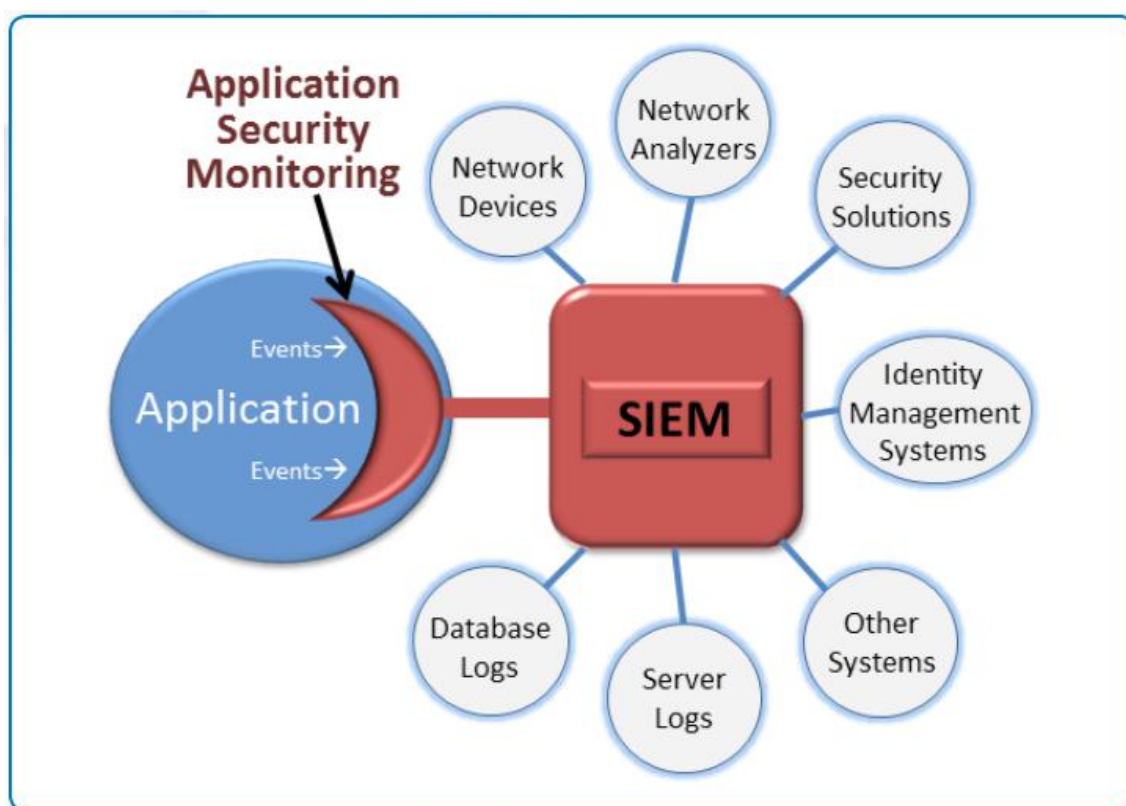 Application
Security
Monitoring
Network
Devices
Network
Analyzers
Security
Solutions
Events→
Application
Events→
SIEM
Identity
Management
Systems
Database
Logs
Server
Logs
Other
Systems